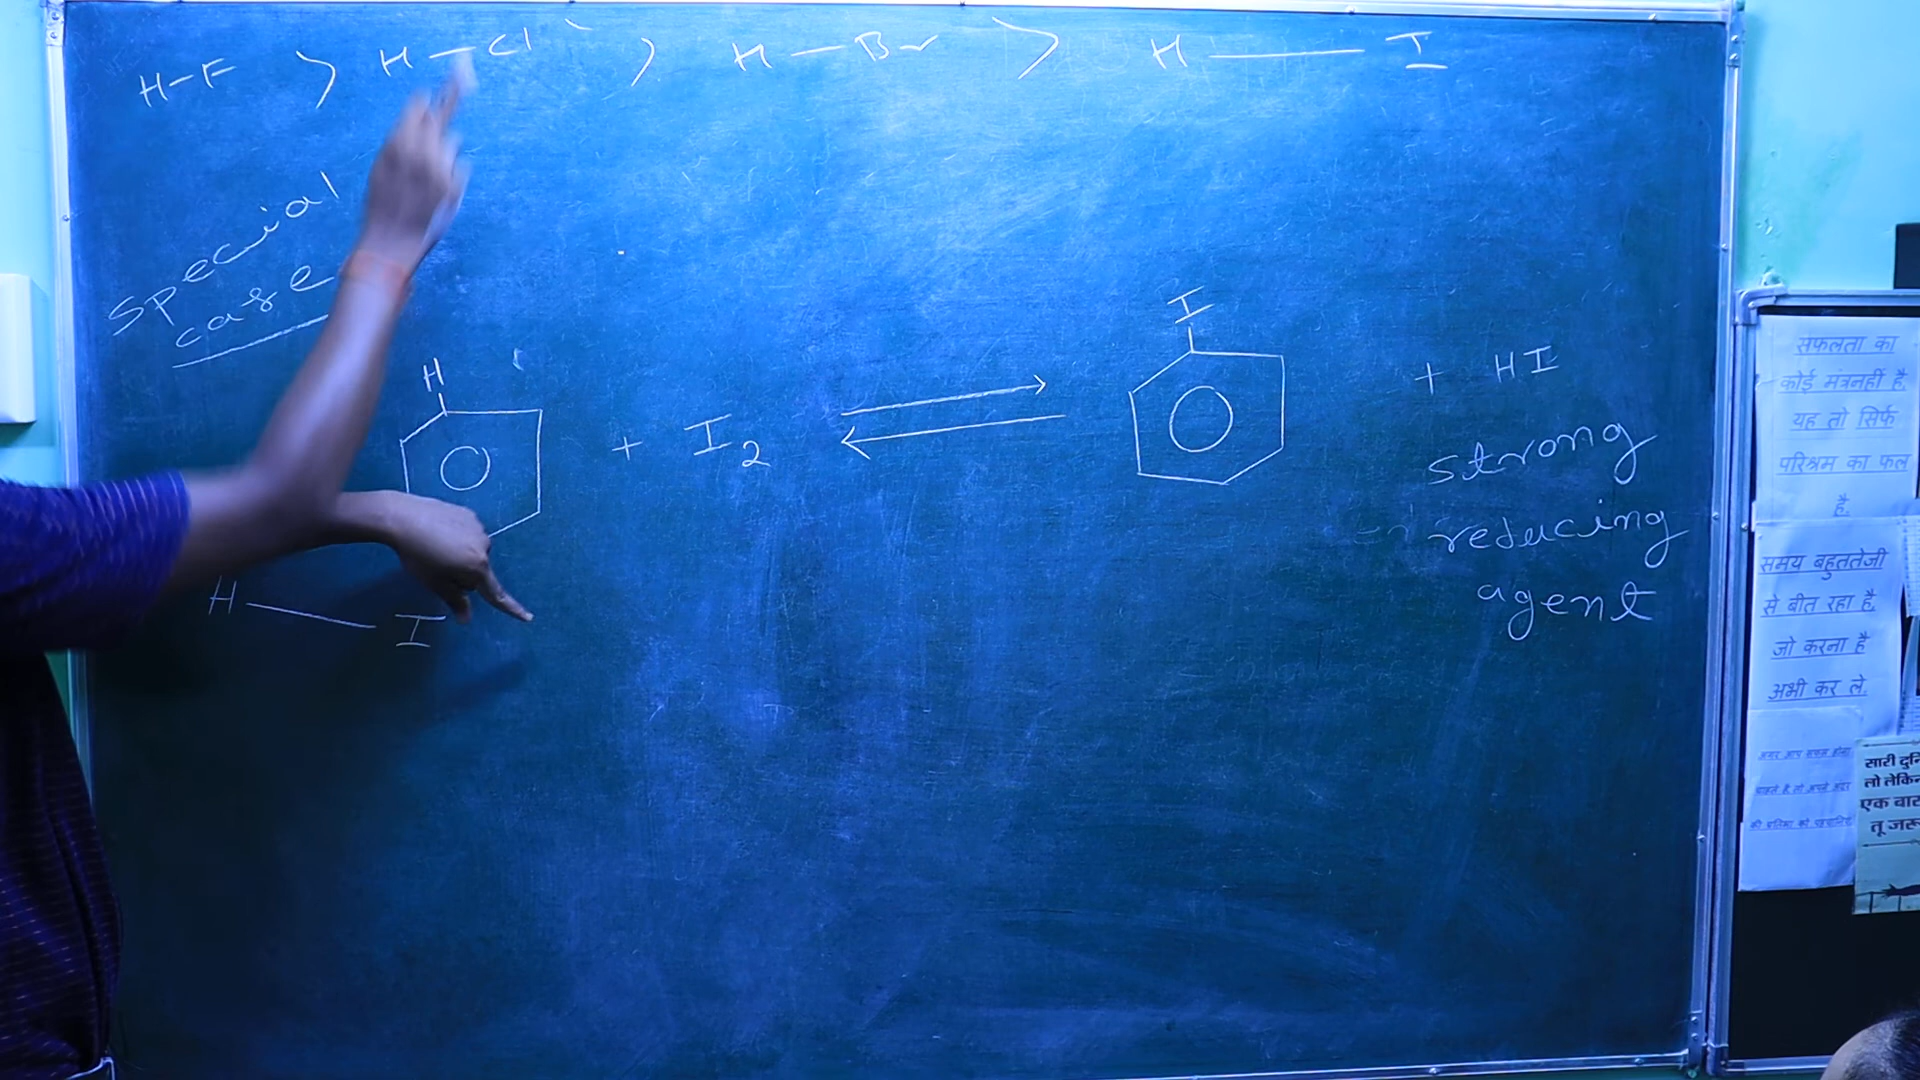 H-F > H-Cl > H-Br > H-I
Special
case
H
I
+ I2 ⇌ + HI
strong
reducing
agent
H-I
सफलता का
कोई मंत्र नहीं है.
यह तो सिर्फ
परिश्रम का फल
है.
समय बहुत तेजी
से बीत रहा है.
जो करना है
अभी कर ले.
सारी
लो लेकिन
एक बार
तू